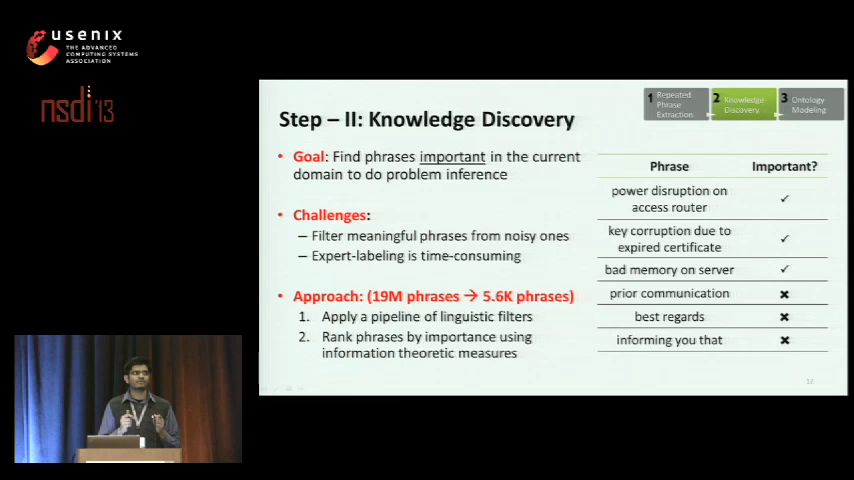 usenix
THE ADVANCED
COMPUTING SYSTEMS
ASSOCIATION
nsdi '13
1 Repeated
Phrase
Extraction
2 Knowledge
Discovery
3 Ontology
Modeling
Step – II: Knowledge Discovery
• Goal: Find phrases important in the current
domain to do problem inference
• Challenges:
– Filter meaningful phrases from noisy ones
– Expert-labeling is time-consuming
• Approach: (19M phrases → 5.6K phrases)
1. Apply a pipeline of linguistic filters
2. Rank phrases by importance using
information theoretic measures
Phrase Important?
power disruption on
access router ✓
key corruption due to
expired certificate ✓
bad memory on server ✓
prior communication ✖
best regards ✖
informing you that ✖
12